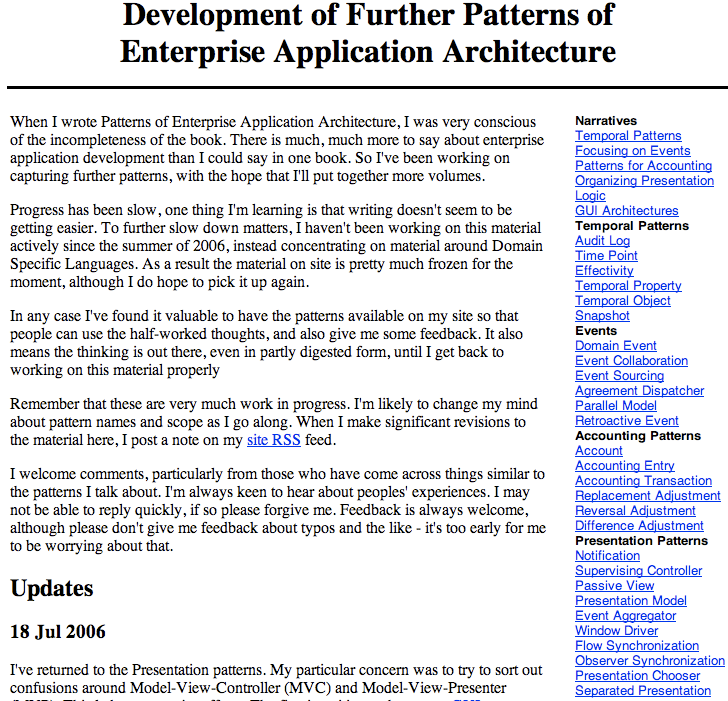 Development of Further Patterns of
Enterprise Application Architecture
When I wrote Patterns of Enterprise Application Architecture, I was very conscious
of the incompleteness of the book. There is much, much more to say about enterprise
application development than I could say in one book. So I've been working on
capturing further patterns, with the hope that I'll put together more volumes.
Progress has been slow, one thing I'm learning is that writing doesn't seem to be
getting easier. To further slow down matters, I haven't been working on this material
actively since the summer of 2006, instead concentrating on material around Domain
Specific Languages. As a result the material on site is pretty much frozen for the
moment, although I do hope to pick it up again.
In any case I've found it valuable to have the patterns available on my site so that
people can use the half-worked thoughts, and also give me some feedback. It also
means the thinking is out there, even in partly digested form, until I get back to
working on this material properly
Remember that these are very much work in progress. I'm likely to change my mind
about pattern names and scope as I go along. When I make significant revisions to
the material here, I post a note on my site RSS feed.
I welcome comments, particularly from those who have come across things similar to
the patterns I talk about. I'm always keen to hear about peoples' experiences. I may
not be able to reply quickly, if so please forgive me. Feedback is always welcome,
although please don't give me feedback about typos and the like - it's too early for me
to be worrying about that.
Updates
18 Jul 2006
I've returned to the Presentation patterns. My particular concern was to try to sort out
confusions around Model-View-Controller (MVC) and Model-View-Presenter
Narratives
Temporal Patterns
Focusing on Events
Patterns for Accounting
Organizing Presentation
Logic
GUI Architectures
Temporal Patterns
Audit Log
Time Point
Effectivity
Temporal Property
Temporal Object
Snapshot
Events
Domain Event
Event Collaboration
Event Sourcing
Agreement Dispatcher
Parallel Model
Retroactive Event
Accounting Patterns
Account
Accounting Entry
Accounting Transaction
Replacement Adjustment
Reversal Adjustment
Difference Adjustment
Presentation Patterns
Notification
Supervising Controller
Passive View
Presentation Model
Event Aggregator
Window Driver
Flow Synchronization
Observer Synchronization
Presentation Chooser
Separated Presentation